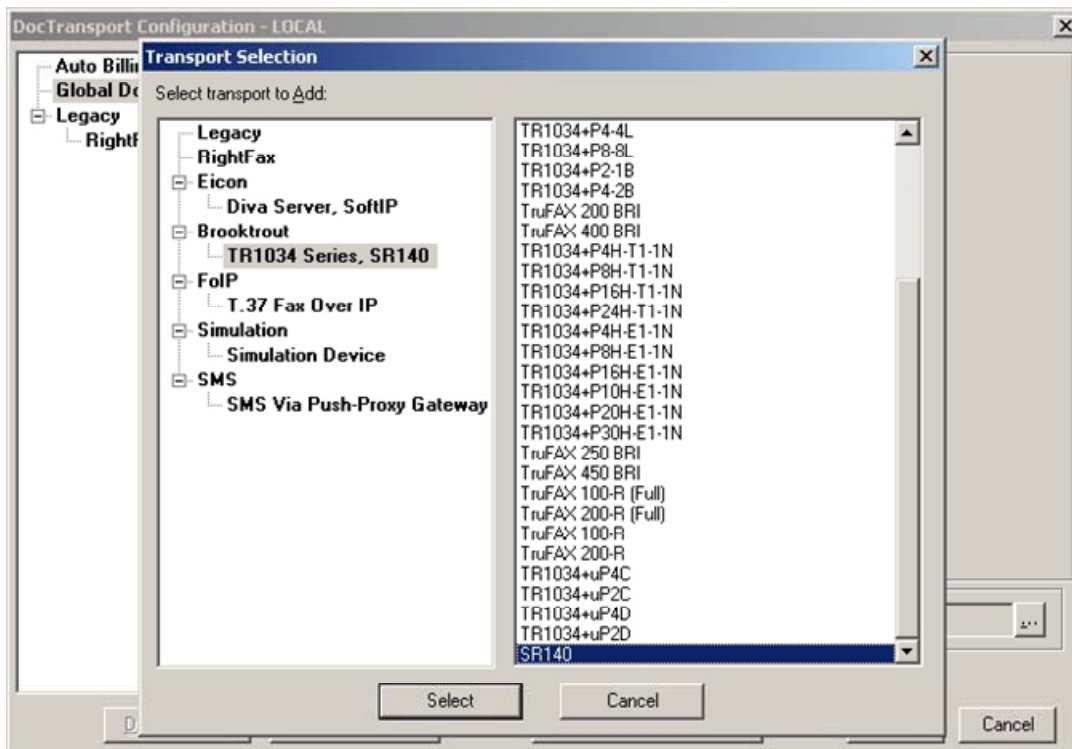 DocTransport Configuration - LOCAL
Transport Selection
Auto
Global
Legacy
Select transport to Add:
Legacy
RightFax
Eicon
Diva Server, SoftIP
Brooktrout
TR1034 Series, SR140
FoIP
T.37 Fax Over IP
Simulation
Simulation Device
SMS
SMS Via Push-Proxy Gateway
TR1034+P4-4L
TR1034+P8-8L
TR1034+P2-1B
TR1034+P4-2B
TruFAX 200 BRI
TruFAX 400 BRI
TR1034+P4H-T1-1N
TR1034+P8H-T1-1N
TR1034+P16H-T1-1N
TR1034+P24H-T1-1N
TR1034+P4H-E1-1N
TR1034+P8H-E1-1N
TR1034+P16H-E1-1N
TR1034+P10H-E1-1N
TR1034+P20H-E1-1N
TR1034+P30H-E1-1N
TruFAX 250 BRI
TruFAX 450 BRI
TruFAX 100-R (Full)
TruFAX 200-R (Full)
TruFAX 100-R
TruFAX 200-R
TR1034+uP4C
TR1034+uP2C
TR1034+uP4D
TR1034+uP2D
SR140
...
Select
Cancel
Cancel